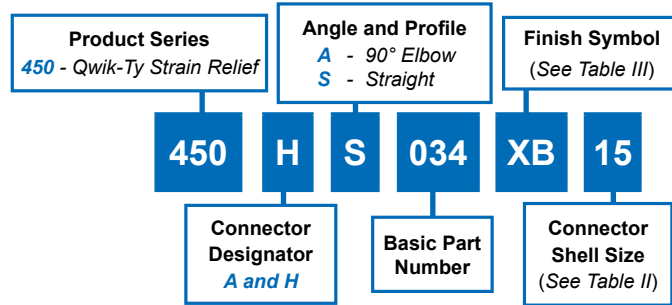 Product Series
450 - Qwik-Ty Strain Relief
Angle and Profile
A - 90° Elbow
S - Straight
Finish Symbol
(See Table III)
450 H S 034 XB 15
Connector
Designator
A and H
Basic Part
Number
Connector
Shell Size
(See Table II)